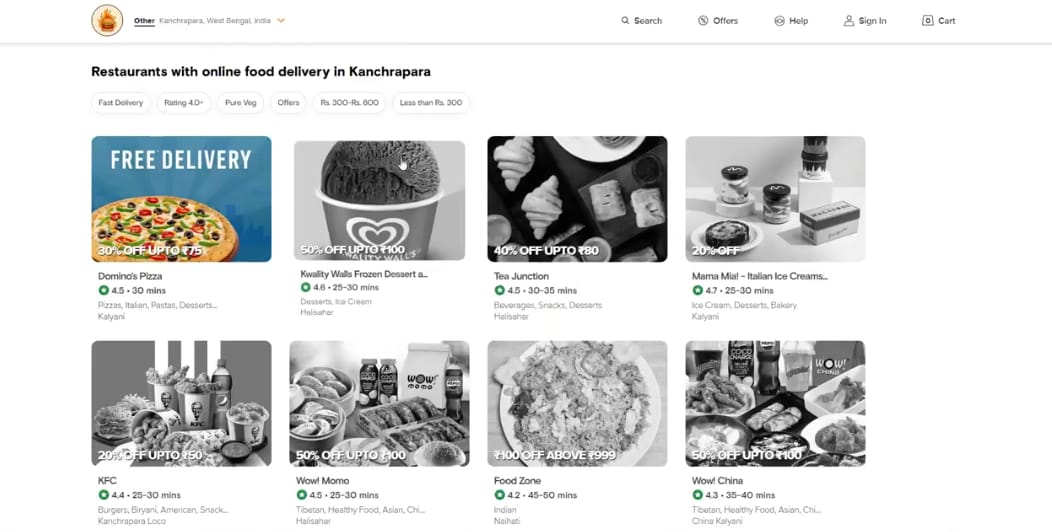 Other Kanchrapara, West Bengal, India
Search
Offers
Help
Sign In
Cart
Restaurants with online food delivery in Kanchrapara
Fast Delivery
Rating 4.0+
Pure Veg
Offers
Rs. 300-Rs. 600
Less than Rs. 300
FREE DELIVERY
30% OFF UPTO ₹75
Domino's Pizza
4.5 • 30 mins
Pizzas, Italian, Pastas, Desserts...
Kalyani
WALL'S
50% OFF UPTO ₹100
Kwality Walls Frozen Dessert a...
4.6 • 25-30 mins
Desserts, Ice Cream
Halisahar
40% OFF UPTO ₹80
Tea Junction
4.5 • 30-35 mins
Beverages, Snacks, Desserts
Halisahar
20% OFF
Mama Mia! - Italian Ice Creams...
4.7 • 25-30 mins
Ice Cream, Desserts, Bakery
Kalyani
KFC
20% OFF UPTO ₹50
KFC
4.4 • 25-30 mins
Burgers, Biryani, American, Snack...
Kanchrapara Loco
WOW!
momo
50% OFF UPTO ₹100
Wow! Momo
4.5 • 25-30 mins
Tibetan, Healthy Food, Asian, Chi...
Halisahar
₹100 OFF ABOVE ₹999
Food Zone
4.2 • 45-50 mins
Indian
Naihati
COCO
CHARGE
WOW!
CHINA
50% OFF UPTO ₹100
Wow! China
4.3 • 35-40 mins
Tibetan, Healthy Food, Asian, Chi...
China Kalyani